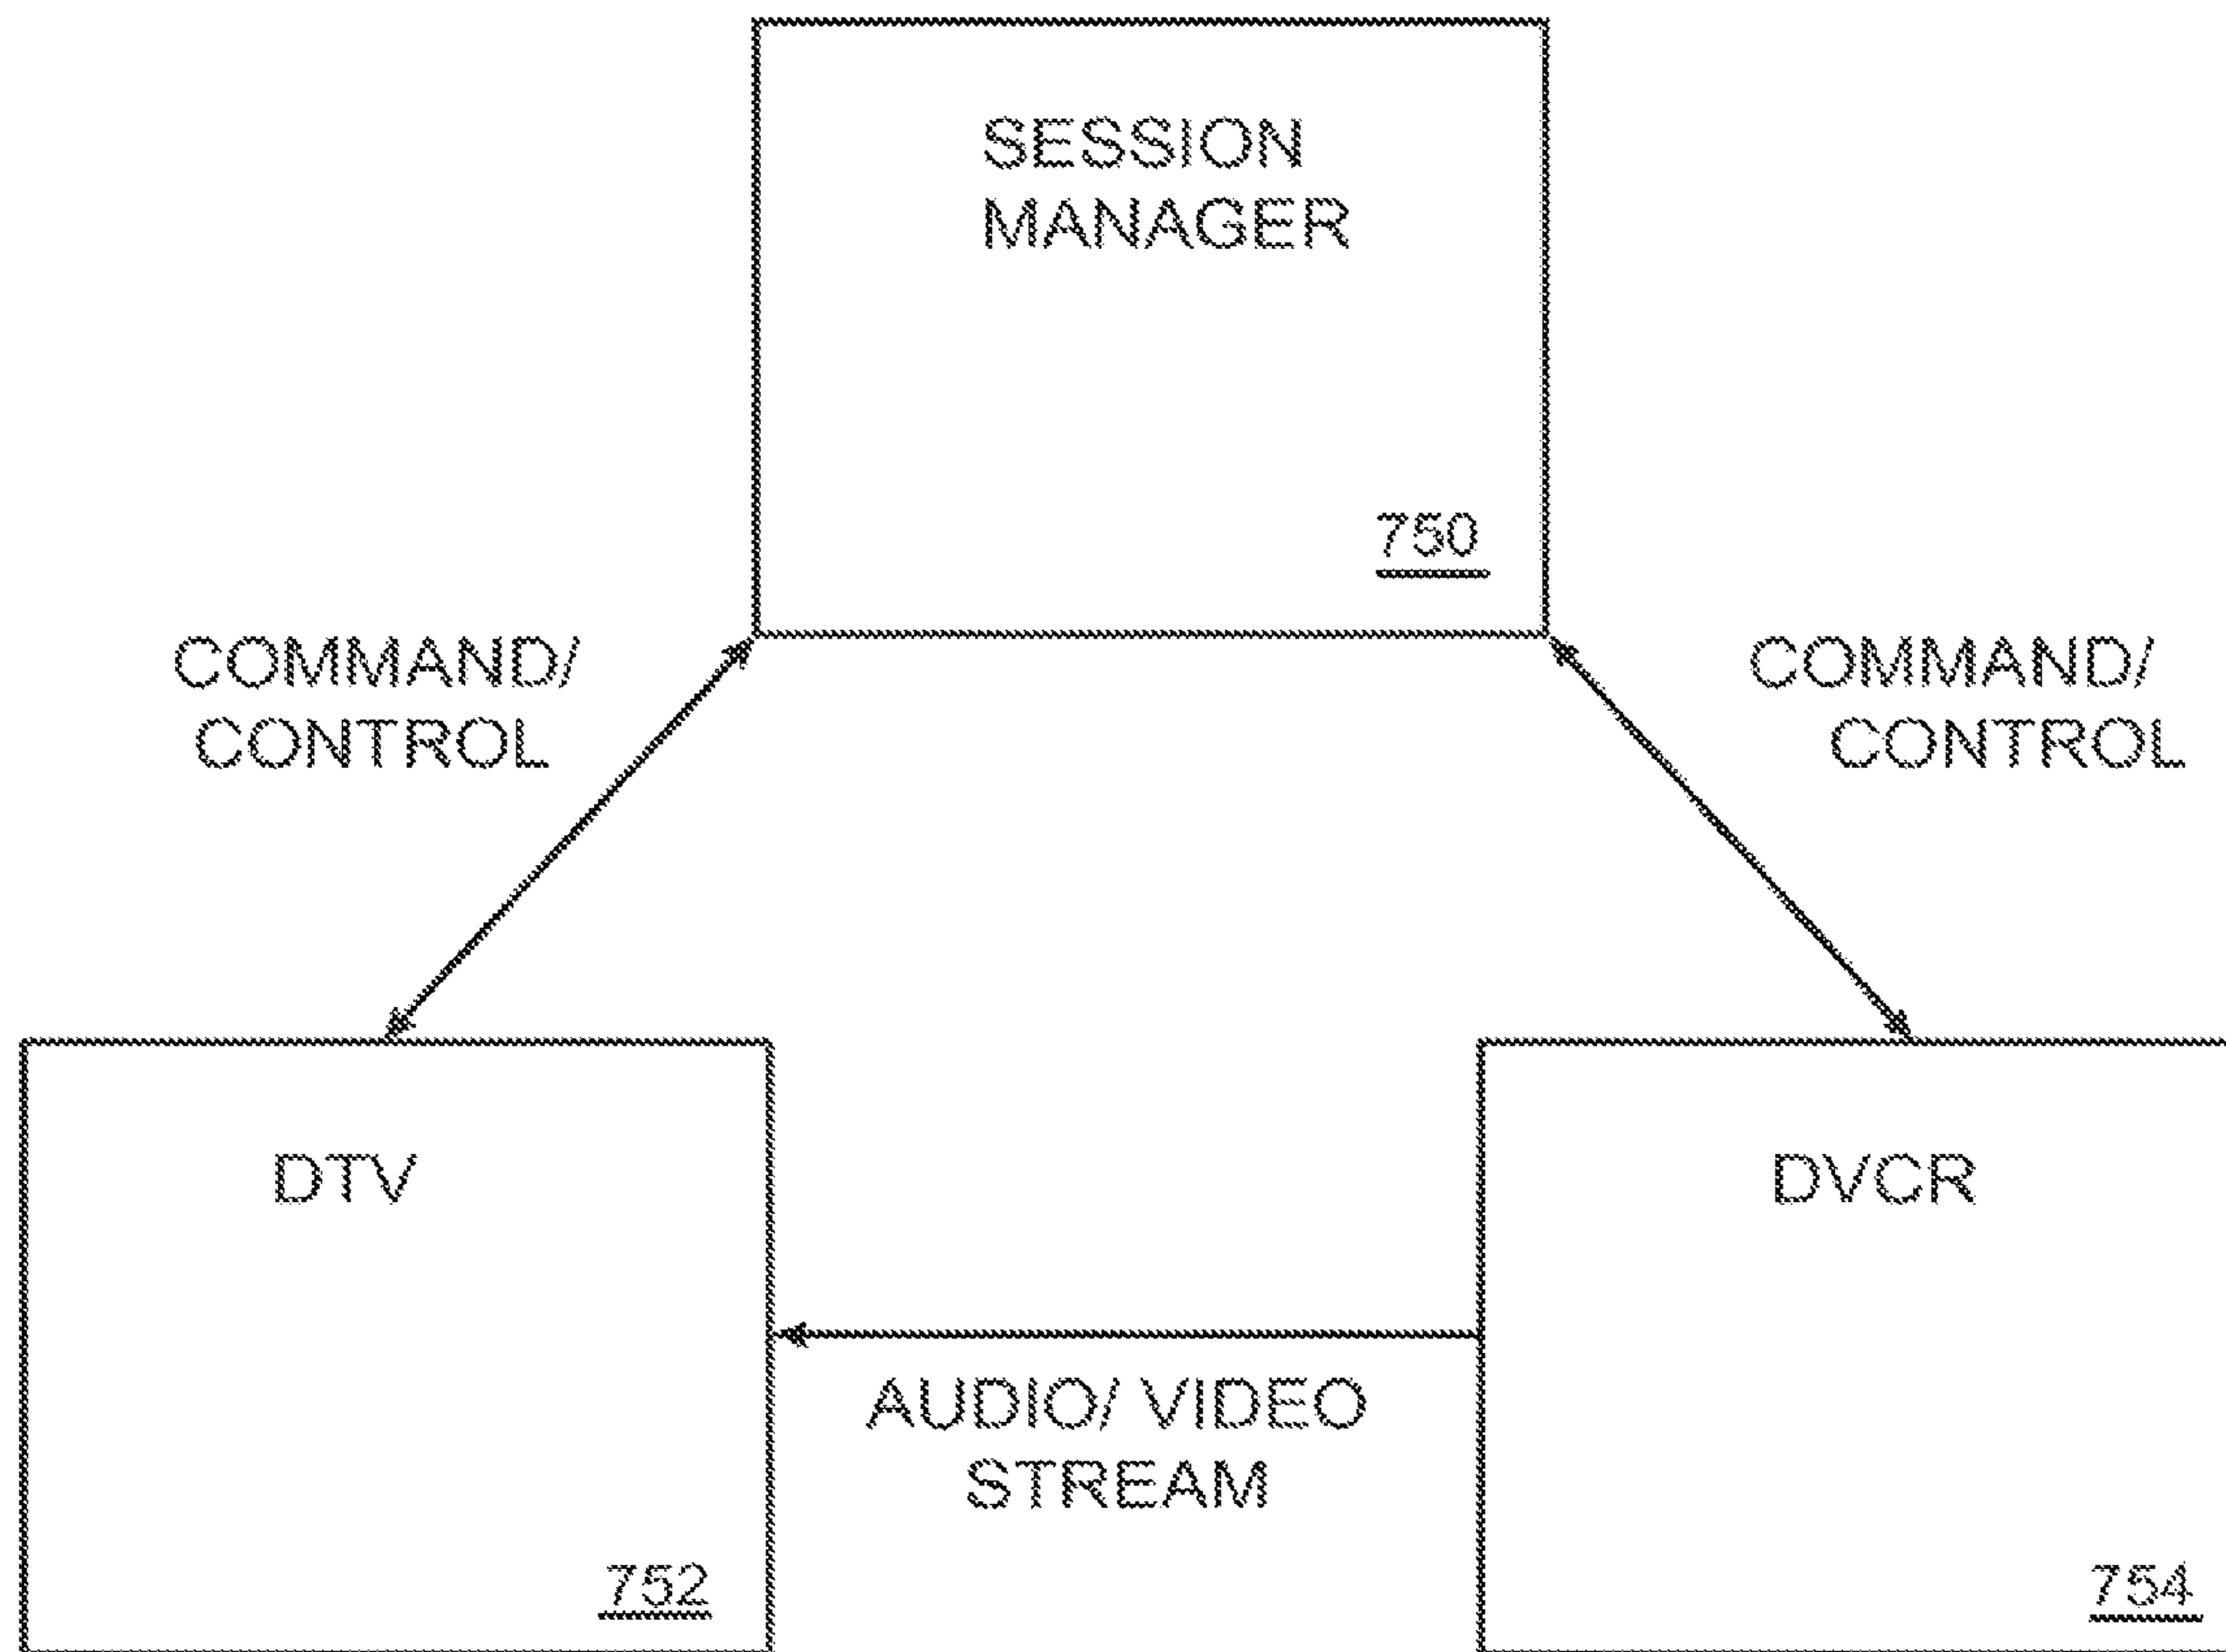 SESSION
MANAGER
750
COMMAND/
CONTROL
COMMAND/
CONTROL
DTV
752
AUDIO/ VIDEO
STREAM
DVCR
754